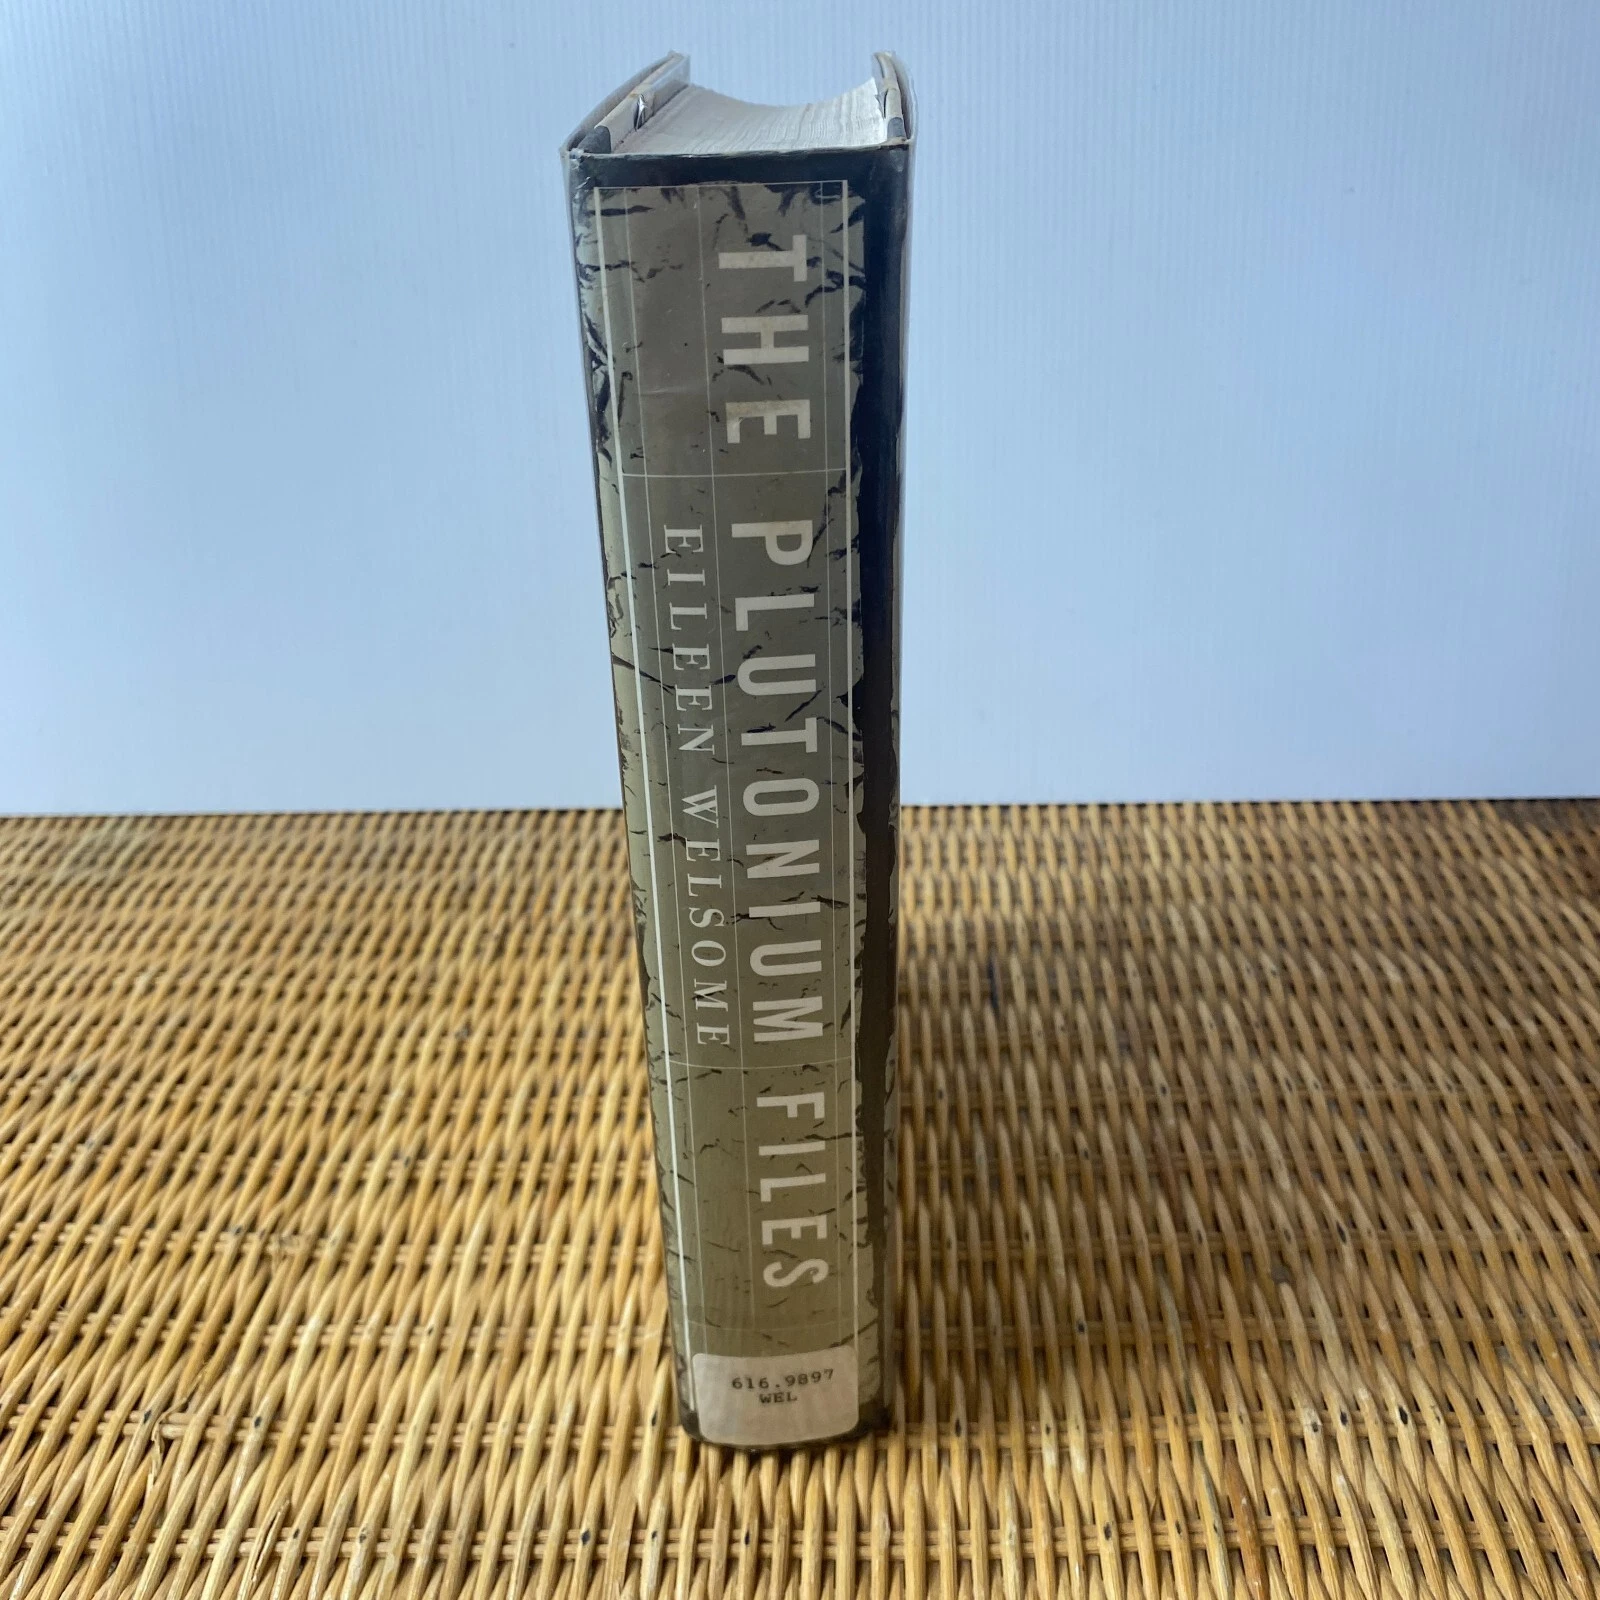 THE PLUTONIUM FILES
EILEEN WELSOME
616.9897
WEL